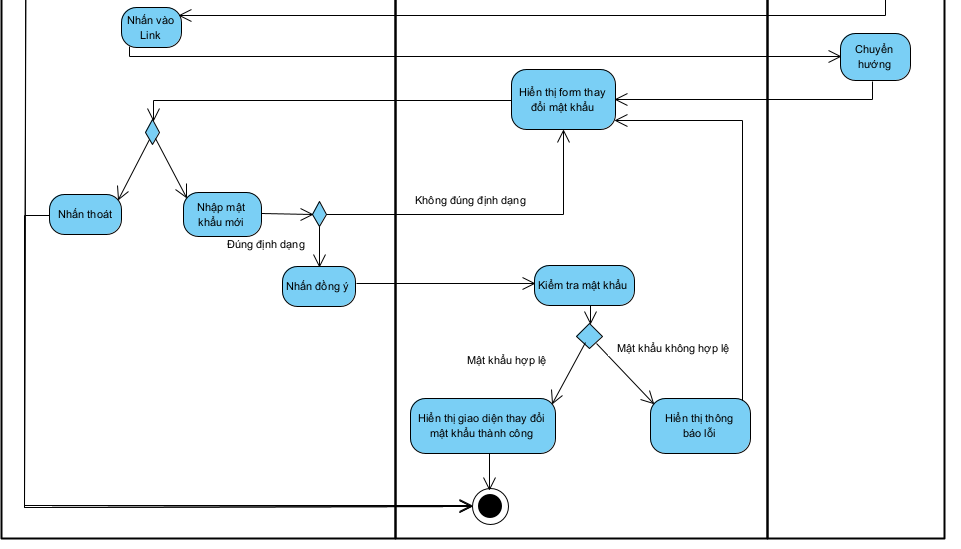 Nhấn vào
Link
Chuyển
hướng
Hiển thị form thay
đổi mật khẩu
Nhấn thoát
Nhập mật
khẩu mới
Không đúng định dạng
Đúng định dạng
Nhấn đồng ý
Kiểm tra mật khẩu
Mật khẩu hợp lệ
Mật khẩu không hợp lệ
Hiển thị giao diện thay đổi
mật khẩu thành công
Hiển thị thông
báo lỗi